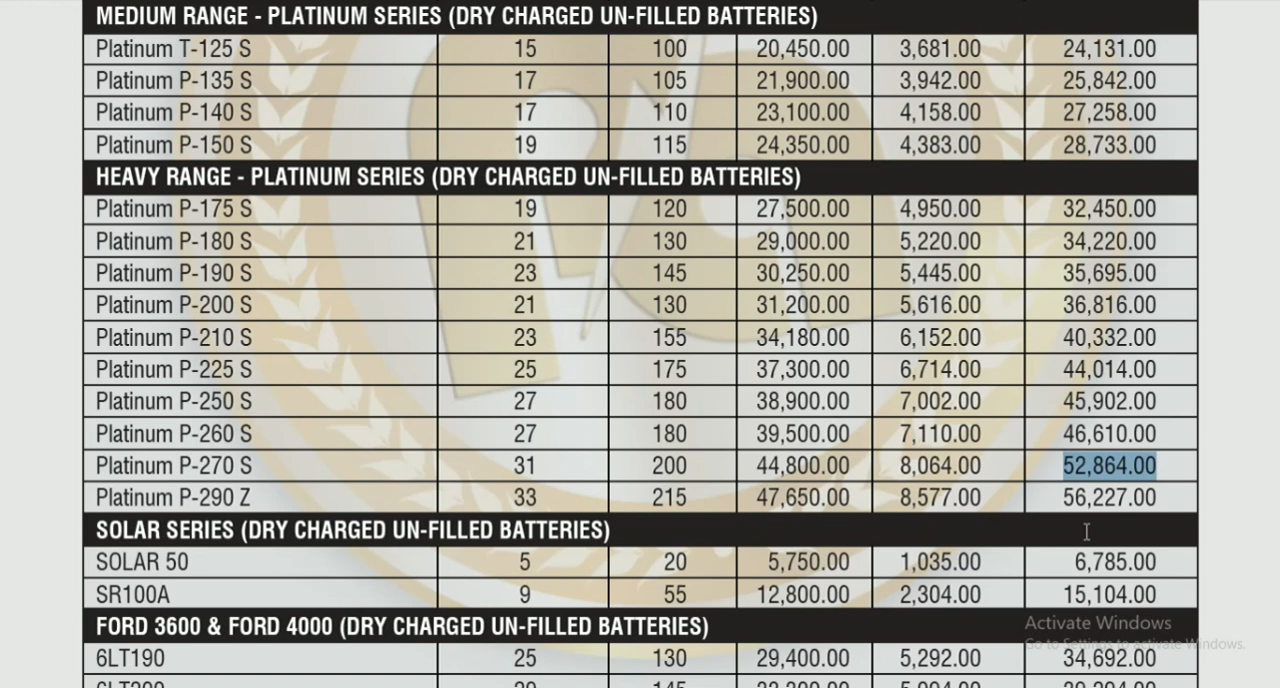 MEDIUM RANGE - PLATINUM SERIES (DRY CHARGED UN-FILLED BATTERIES)
Platinum T-125 S 15 100 20,450.00 3,681.00 24,131.00
Platinum P-135 S 17 105 21,900.00 3,942.00 25,842.00
Platinum P-140 S 17 110 23,100.00 4,158.00 27,258.00
Platinum P-150 S 19 115 24,350.00 4,383.00 28,733.00
HEAVY RANGE - PLATINUM SERIES (DRY CHARGED UN-FILLED BATTERIES)
Platinum P-175 S 19 120 27,500.00 4,950.00 32,450.00
Platinum P-180 S 21 130 29,000.00 5,220.00 34,220.00
Platinum P-190 S 23 145 30,250.00 5,445.00 35,695.00
Platinum P-200 S 21 130 31,200.00 5,616.00 36,816.00
Platinum P-210 S 23 155 34,180.00 6,152.00 40,332.00
Platinum P-225 S 25 175 37,300.00 6,714.00 44,014.00
Platinum P-250 S 27 180 38,900.00 7,002.00 45,902.00
Platinum P-260 S 27 180 39,500.00 7,110.00 46,610.00
Platinum P-270 S 31 200 44,800.00 8,064.00 52,864.00
Platinum P-290 Z 33 215 47,650.00 8,577.00 56,227.00
SOLAR SERIES (DRY CHARGED UN-FILLED BATTERIES)
SOLAR 50 5 20 5,750.00 1,035.00 6,785.00
SR100A 9 55 12,800.00 2,304.00 15,104.00
FORD 3600 & FORD 4000 (DRY CHARGED UN-FILLED BATTERIES)
Activate Windows
Go to Settings to activate Windows.
6LT190 25 130 29,400.00 5,292.00 34,692.00